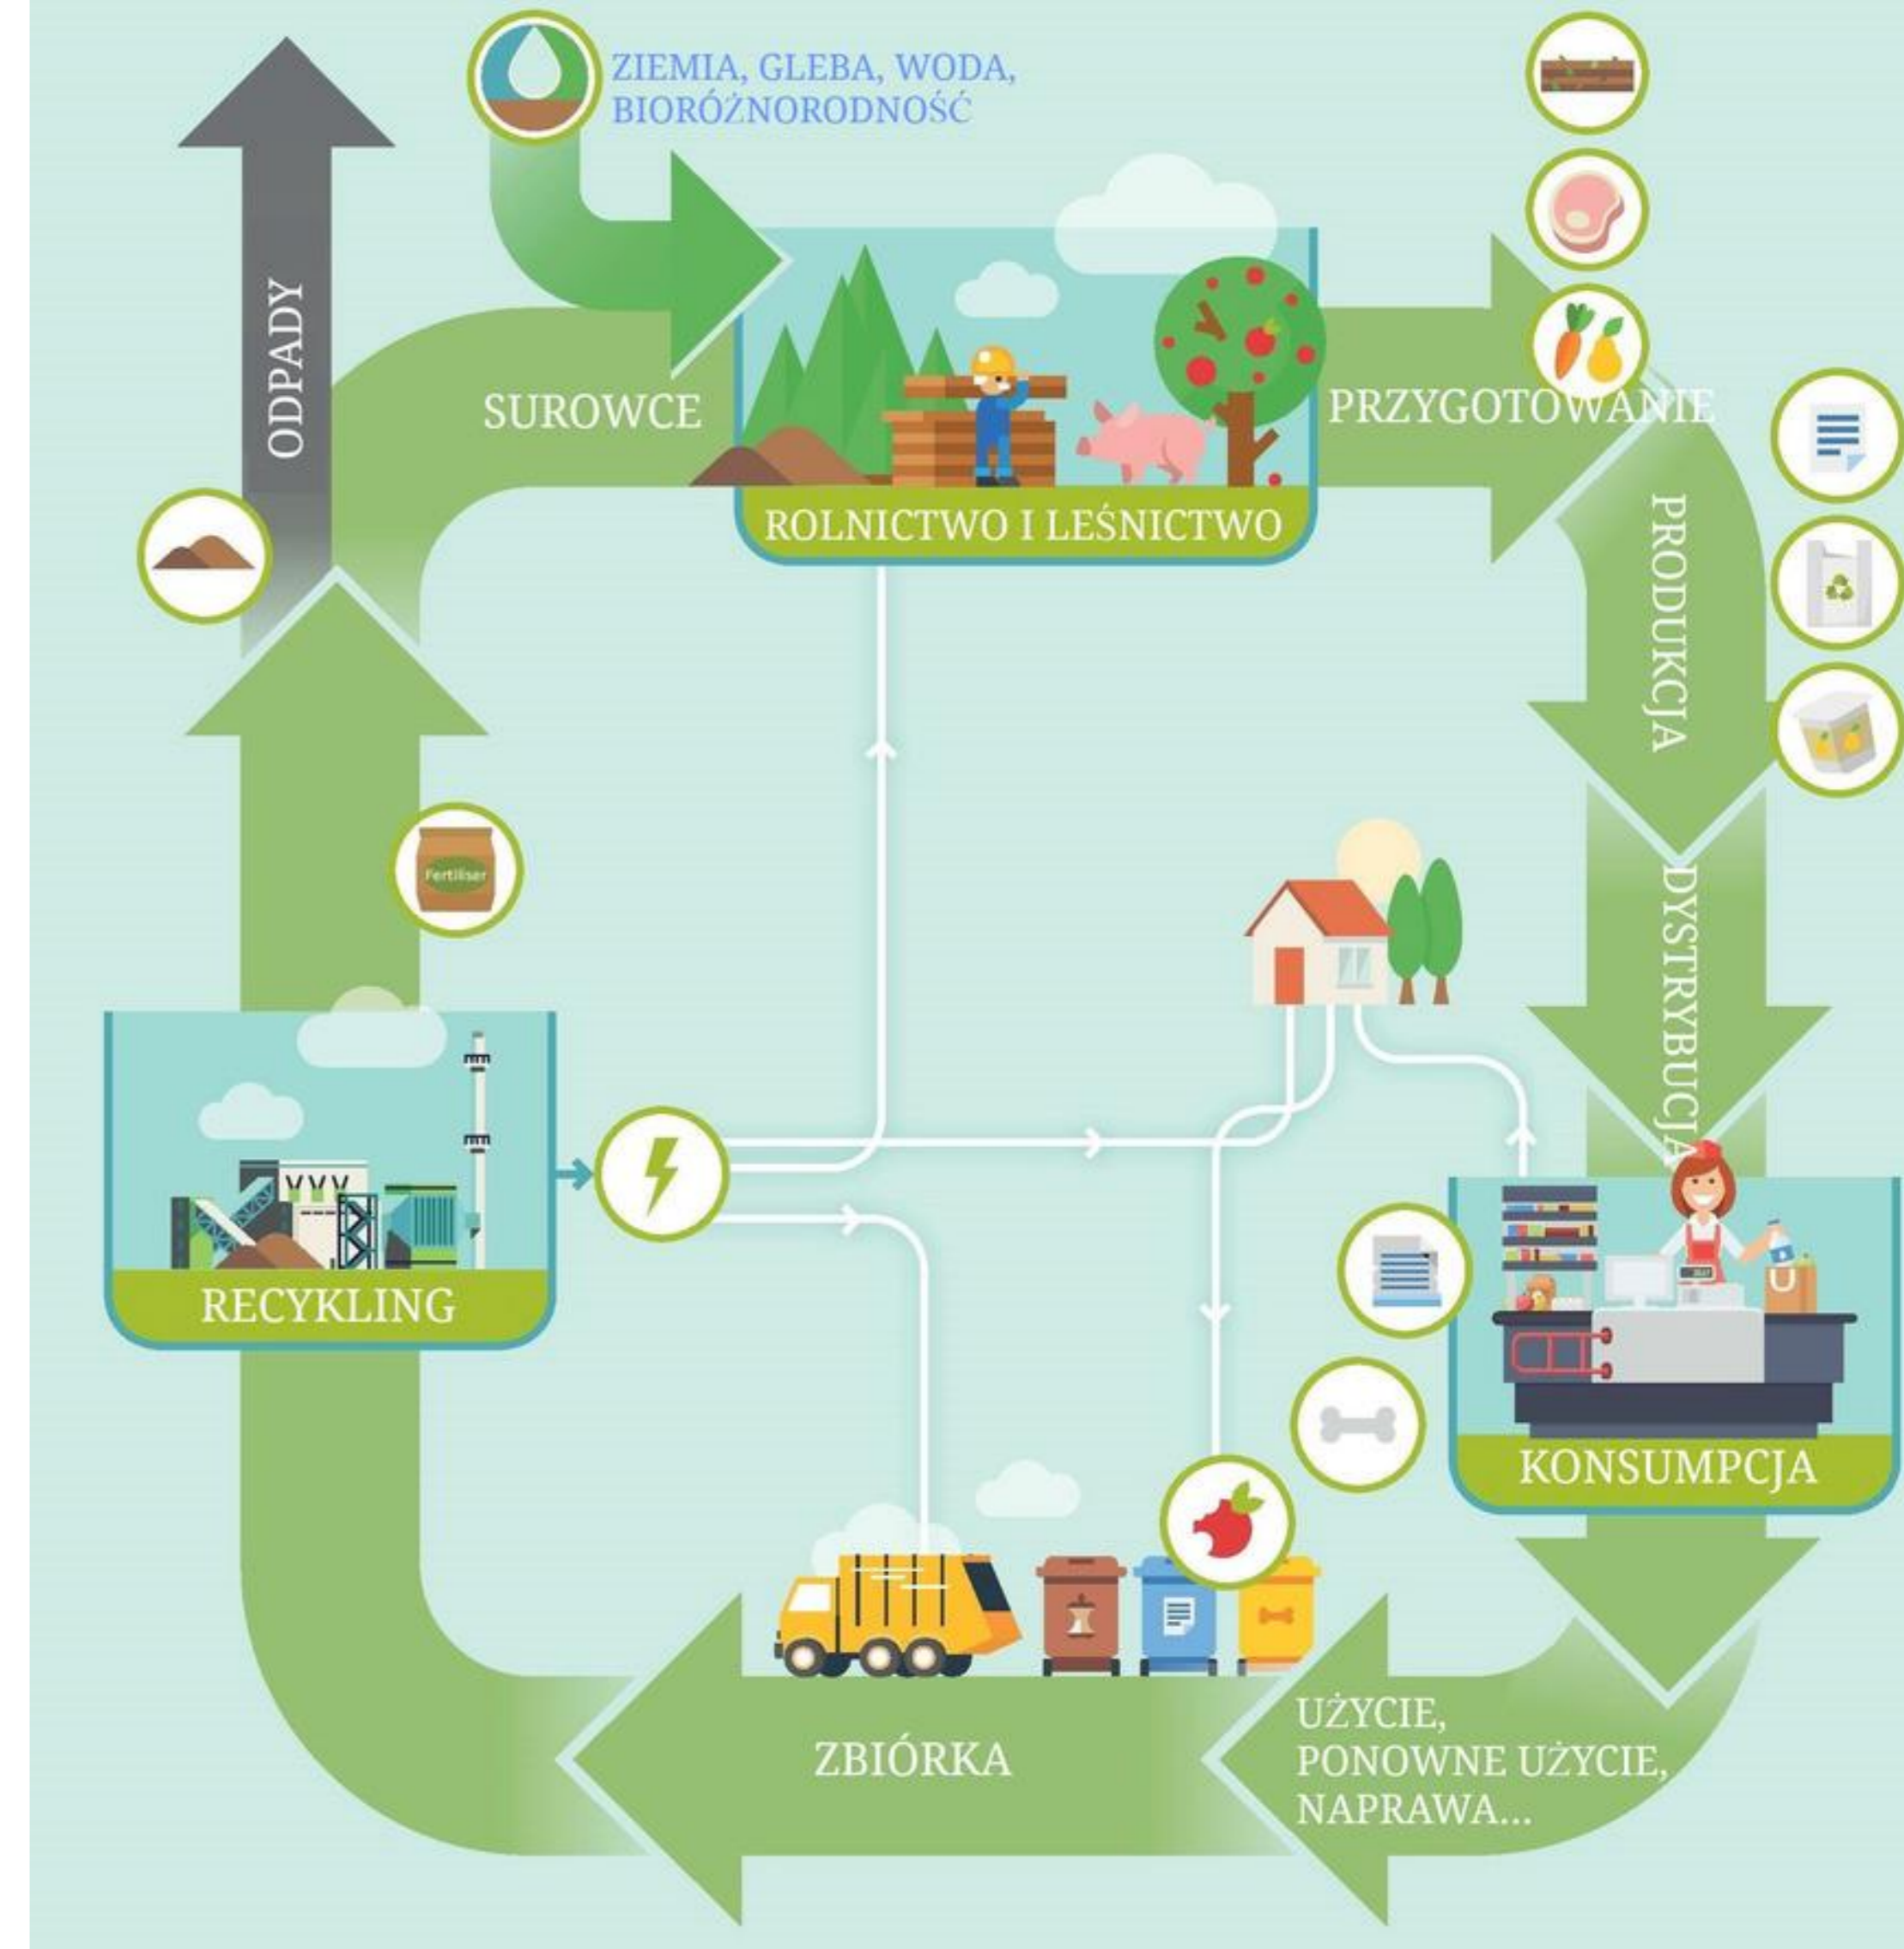 ZIEMIA, GLEBA, WODA,
BIORÓŻNORODNOŚĆ
ODPADY
SUROWCE
PRZYGOTOWANIE
ROLNICTWO I LEŚNICTWO
PRODUKCJA
DYSTRYBUCJA
Fertiliser
RECYKLING
KONSUMPCJA
ZBIÓRKA
UŻYCIE,
PONOWNE UŻYCIE,
NAPRAWA...